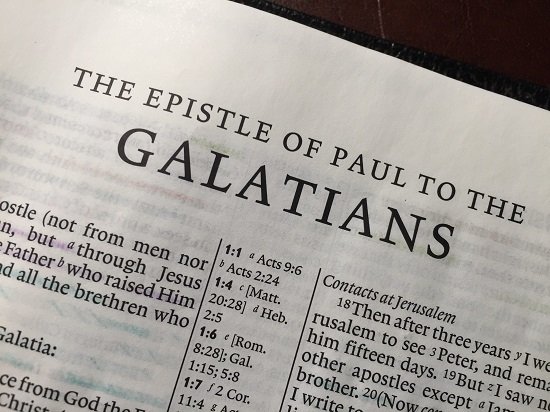 THE EPISTLE OF PAUL TO THE
GALATIANS
ostle (not from men nor
n, but a through Jesus
e Father b who raised Him
nd all the brethren who
Galatia:
ce from God the F
Christ
1:1 a Acts 9:6
b Acts 2:24
1:4 c [Matt.
20:28] d Heb.
2:5
1:6 e [Rom.
8:28]; Gal.
1:15; 5:8
1:7 f 2 Cor.
11:4 g Act
Contacts at Jerusalem
18 Then after three years y I we
rusalem to see 3 Peter, and rema
him fifteen days. 19 But z I saw n
other apostles except a Jam
brother. 20 (Now con
I write to